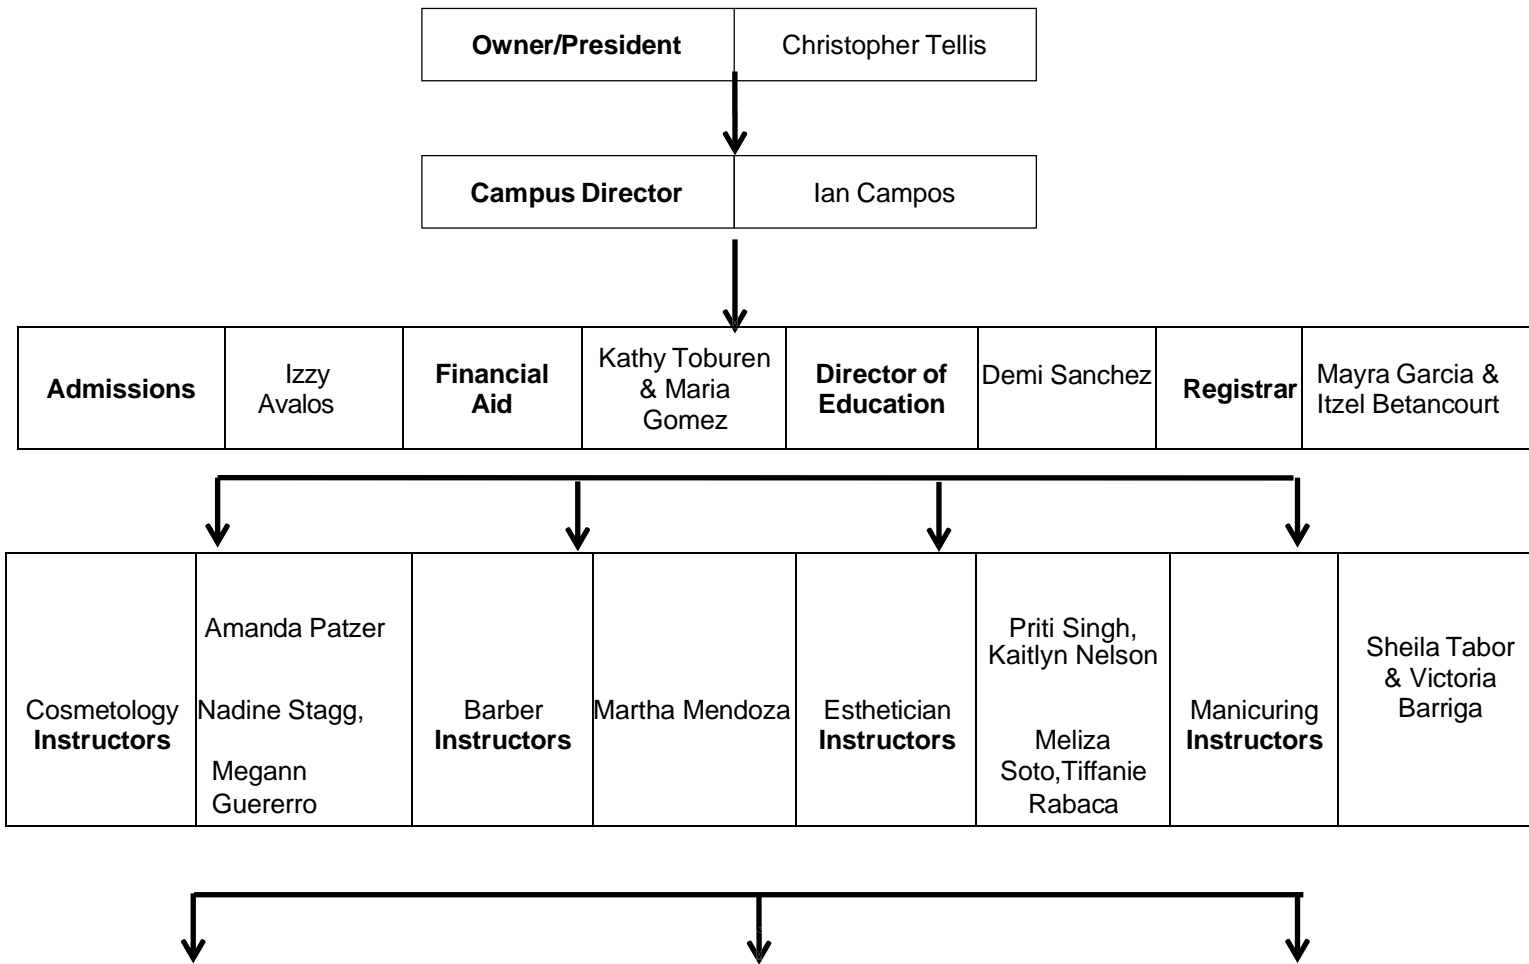 Owner/President
Christopher Tellis
Campus Director
Ian Campos
Admissions
Izzy
Avalos
Financial
Aid
Kathy Toburen
& Maria
Gomez
Director of
Education
Demi Sanchez
Registrar
Mayra Garcia &
Itzel Betancourt
Cosmetology
Instructors
Amanda Patzer
Nadine Stagg,
Megann
Guererro
Barber
Instructors
Martha Mendoza
Esthetician
Instructors
Priti Singh,
Kaitlyn Nelson
Meliza
Soto,Tiffanie
Rabaca
Manicuring
Instructors
Sheila Tabor
& Victoria
Barriga